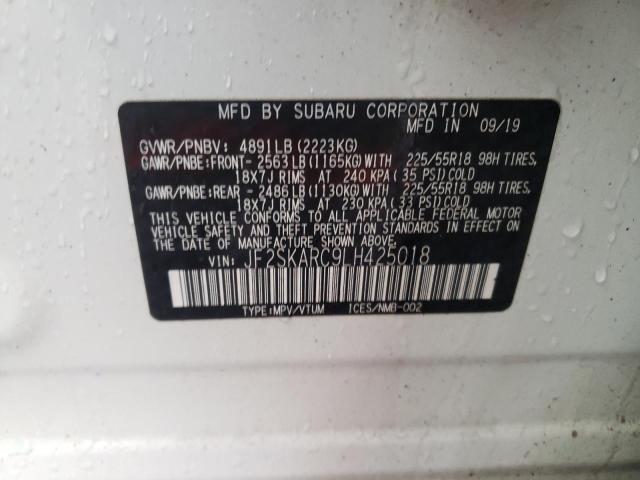 MFD BY SUBARU CORPORATION
MFD IN 09/19
GVWR/PNBV: 4891LB(2223KG)
GAWR/PNBE:FRONT- 2563LB(1165KG)WITH 225/55R18 98H TIRES,
18X7J RIMS AT 240 KPA(35 PSI)COLD
GAWR/PNBE:REAR - 2486LB(1130KG)WITH 225/55R18 98H TIRES,
18X7J RIMS AT 230 KPA(33 PSI)COLD
THIS VEHICLE CONFORMS TO ALL APPLICABLE FEDERAL MOTOR
VEHICLE SAFETY AND THEFT PREVENTION STANDARDS IN EFFECT ON
THE DATE OF MANUFACTURE SHOWN ABOVE.
VIN: JF2SKARC9LH425018
TYPE:MPV/VTUM ICES/NMB-002